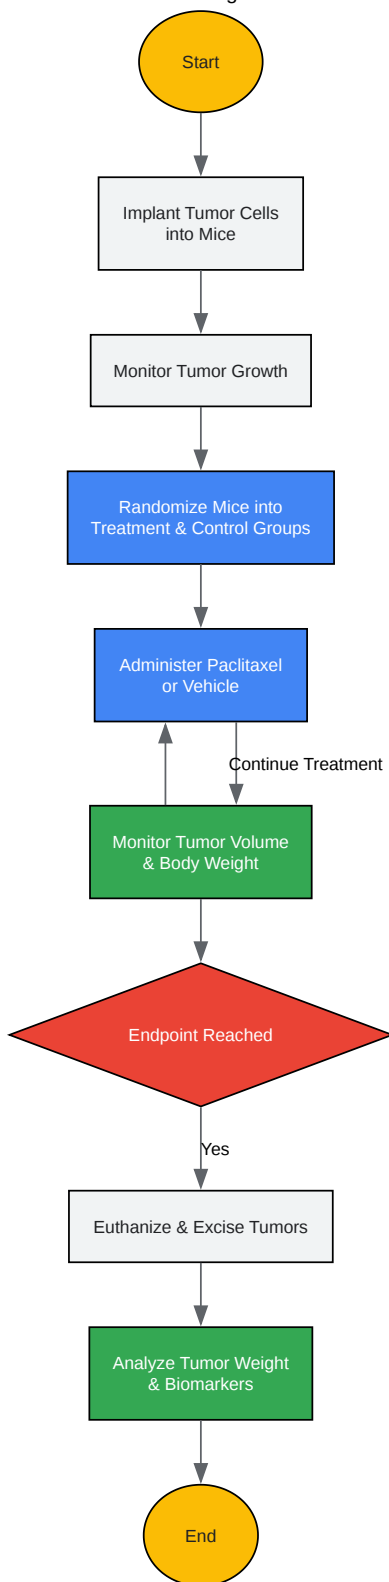 Start
Implant Tumor Cells
into Mice
Monitor Tumor Growth
Randomize Mice into
Treatment & Control Groups
Administer Paclitaxel
or Vehicle
Continue Treatment
Monitor Tumor Volume
& Body Weight
Endpoint Reached
Yes
Euthanize & Excise Tumors
Analyze Tumor Weight
& Biomarkers
End